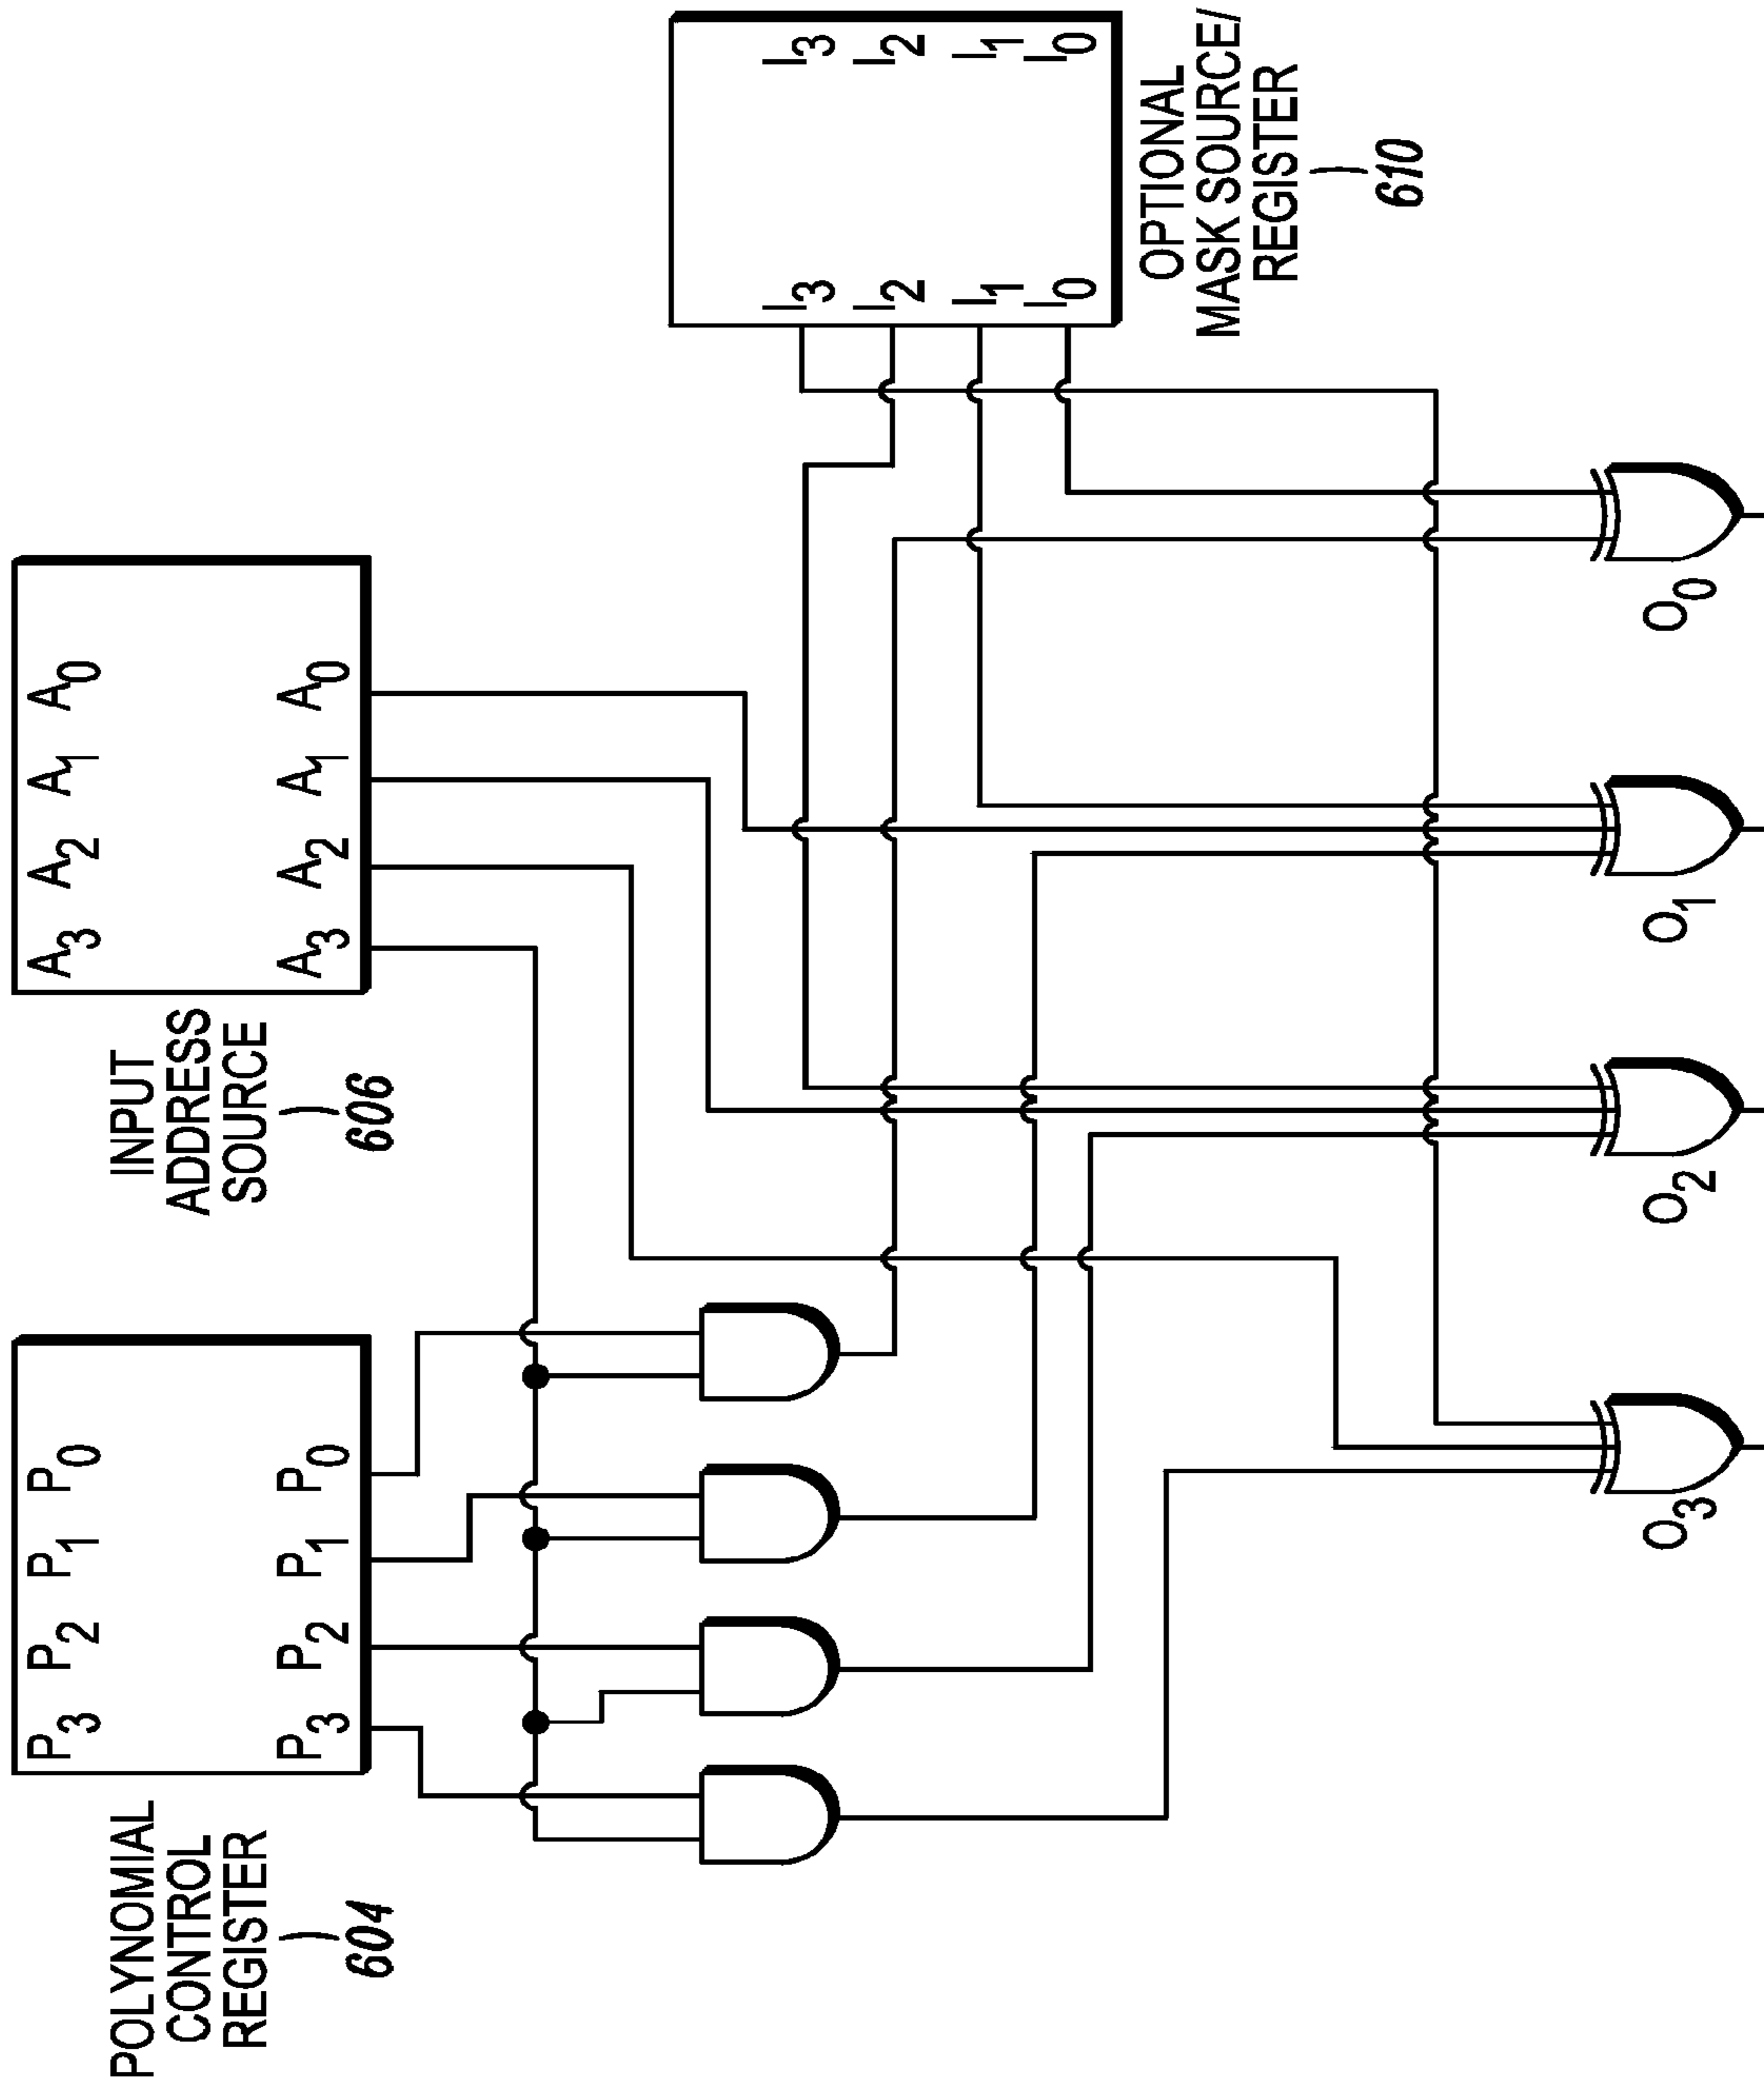 POLYNOMIAL
CONTROL
REGISTER
604
P3 P2 P1 P0
P3 P2 P1 P0
INPUT
ADDRESS
SOURCE
606
A3 A2 A1 A0
A3 A2 A1 A0
I3 I3
I2 I2
I1 I1
I0 I0
OPTIONAL
MASK SOURCE/
REGISTER
610
O3 O2 O1 O0